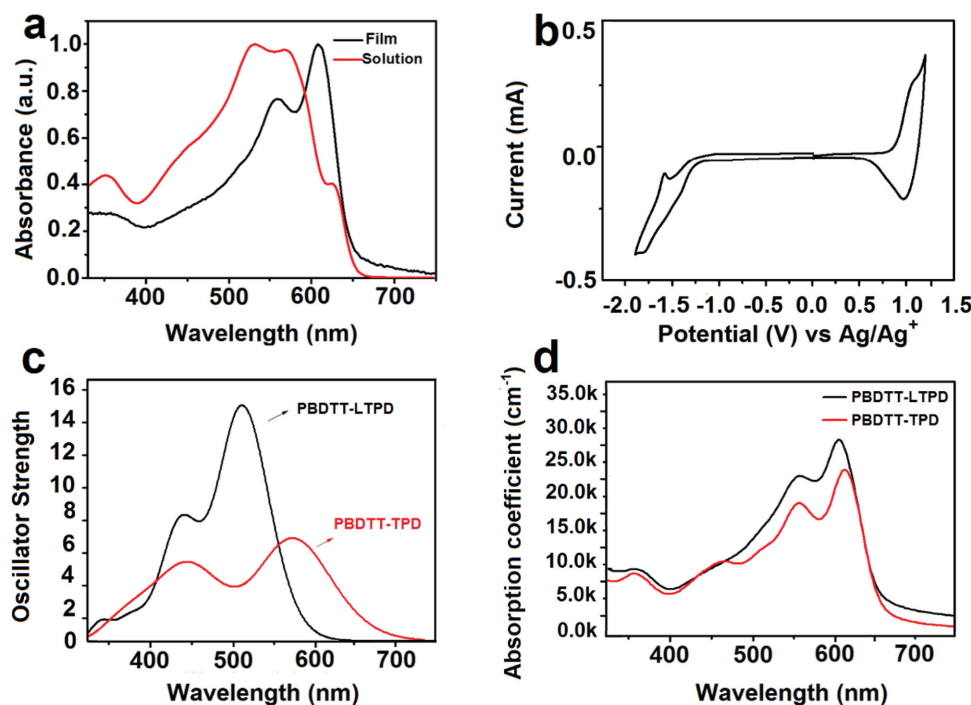 a
Absorbance (a.u.)
1.0
0.8
0.6
0.4
0.2
0.0
Film
Solution
400 500 600 700
Wavelength (nm)
b
Current (mA)
0.5
0.0
-0.5
-2.0 -1.5 -1.0 -0.5 0.0 0.5 1.0 1.5
Potential (V) vs Ag/Ag+
c
Oscillator Strength
16
14
12
10
8
6
4
2
0
PBDTT-LTPD
PBDTT-TPD
400 500 600 700
Wavelength (nm)
d
Absorption coefficient (cm-1)
35.0k
30.0k
25.0k
20.0k
15.0k
10.0k
5.0k
0.0k
PBDTT-LTPD
PBDTT-TPD
400 500 600 700
Wavelength (nm)